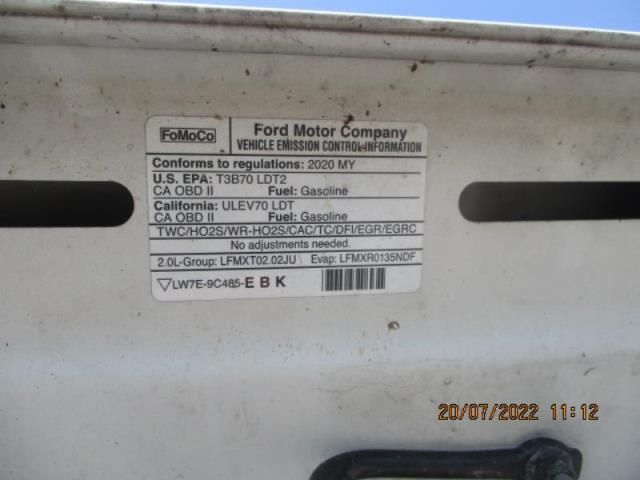 FoMoCo
Ford Motor Company
VEHICLE EMISSION CONTROL INFORMATION
Conforms to regulations: 2020 MY
U.S. EPA: T3B70 LDT2
CA OBD II Fuel: Gasoline
California: ULEV70 LDT
CA OBD II Fuel: Gasoline
TWC/HO2S/WR-HO2S/CAC/TC/DFI/EGR/EGRC
No adjustments needed.
2.0L-Group: LFMXT02.02JU Evap: LFMXR0135NDF
LW7E-9C485-E B K
20/07/2022 11:12